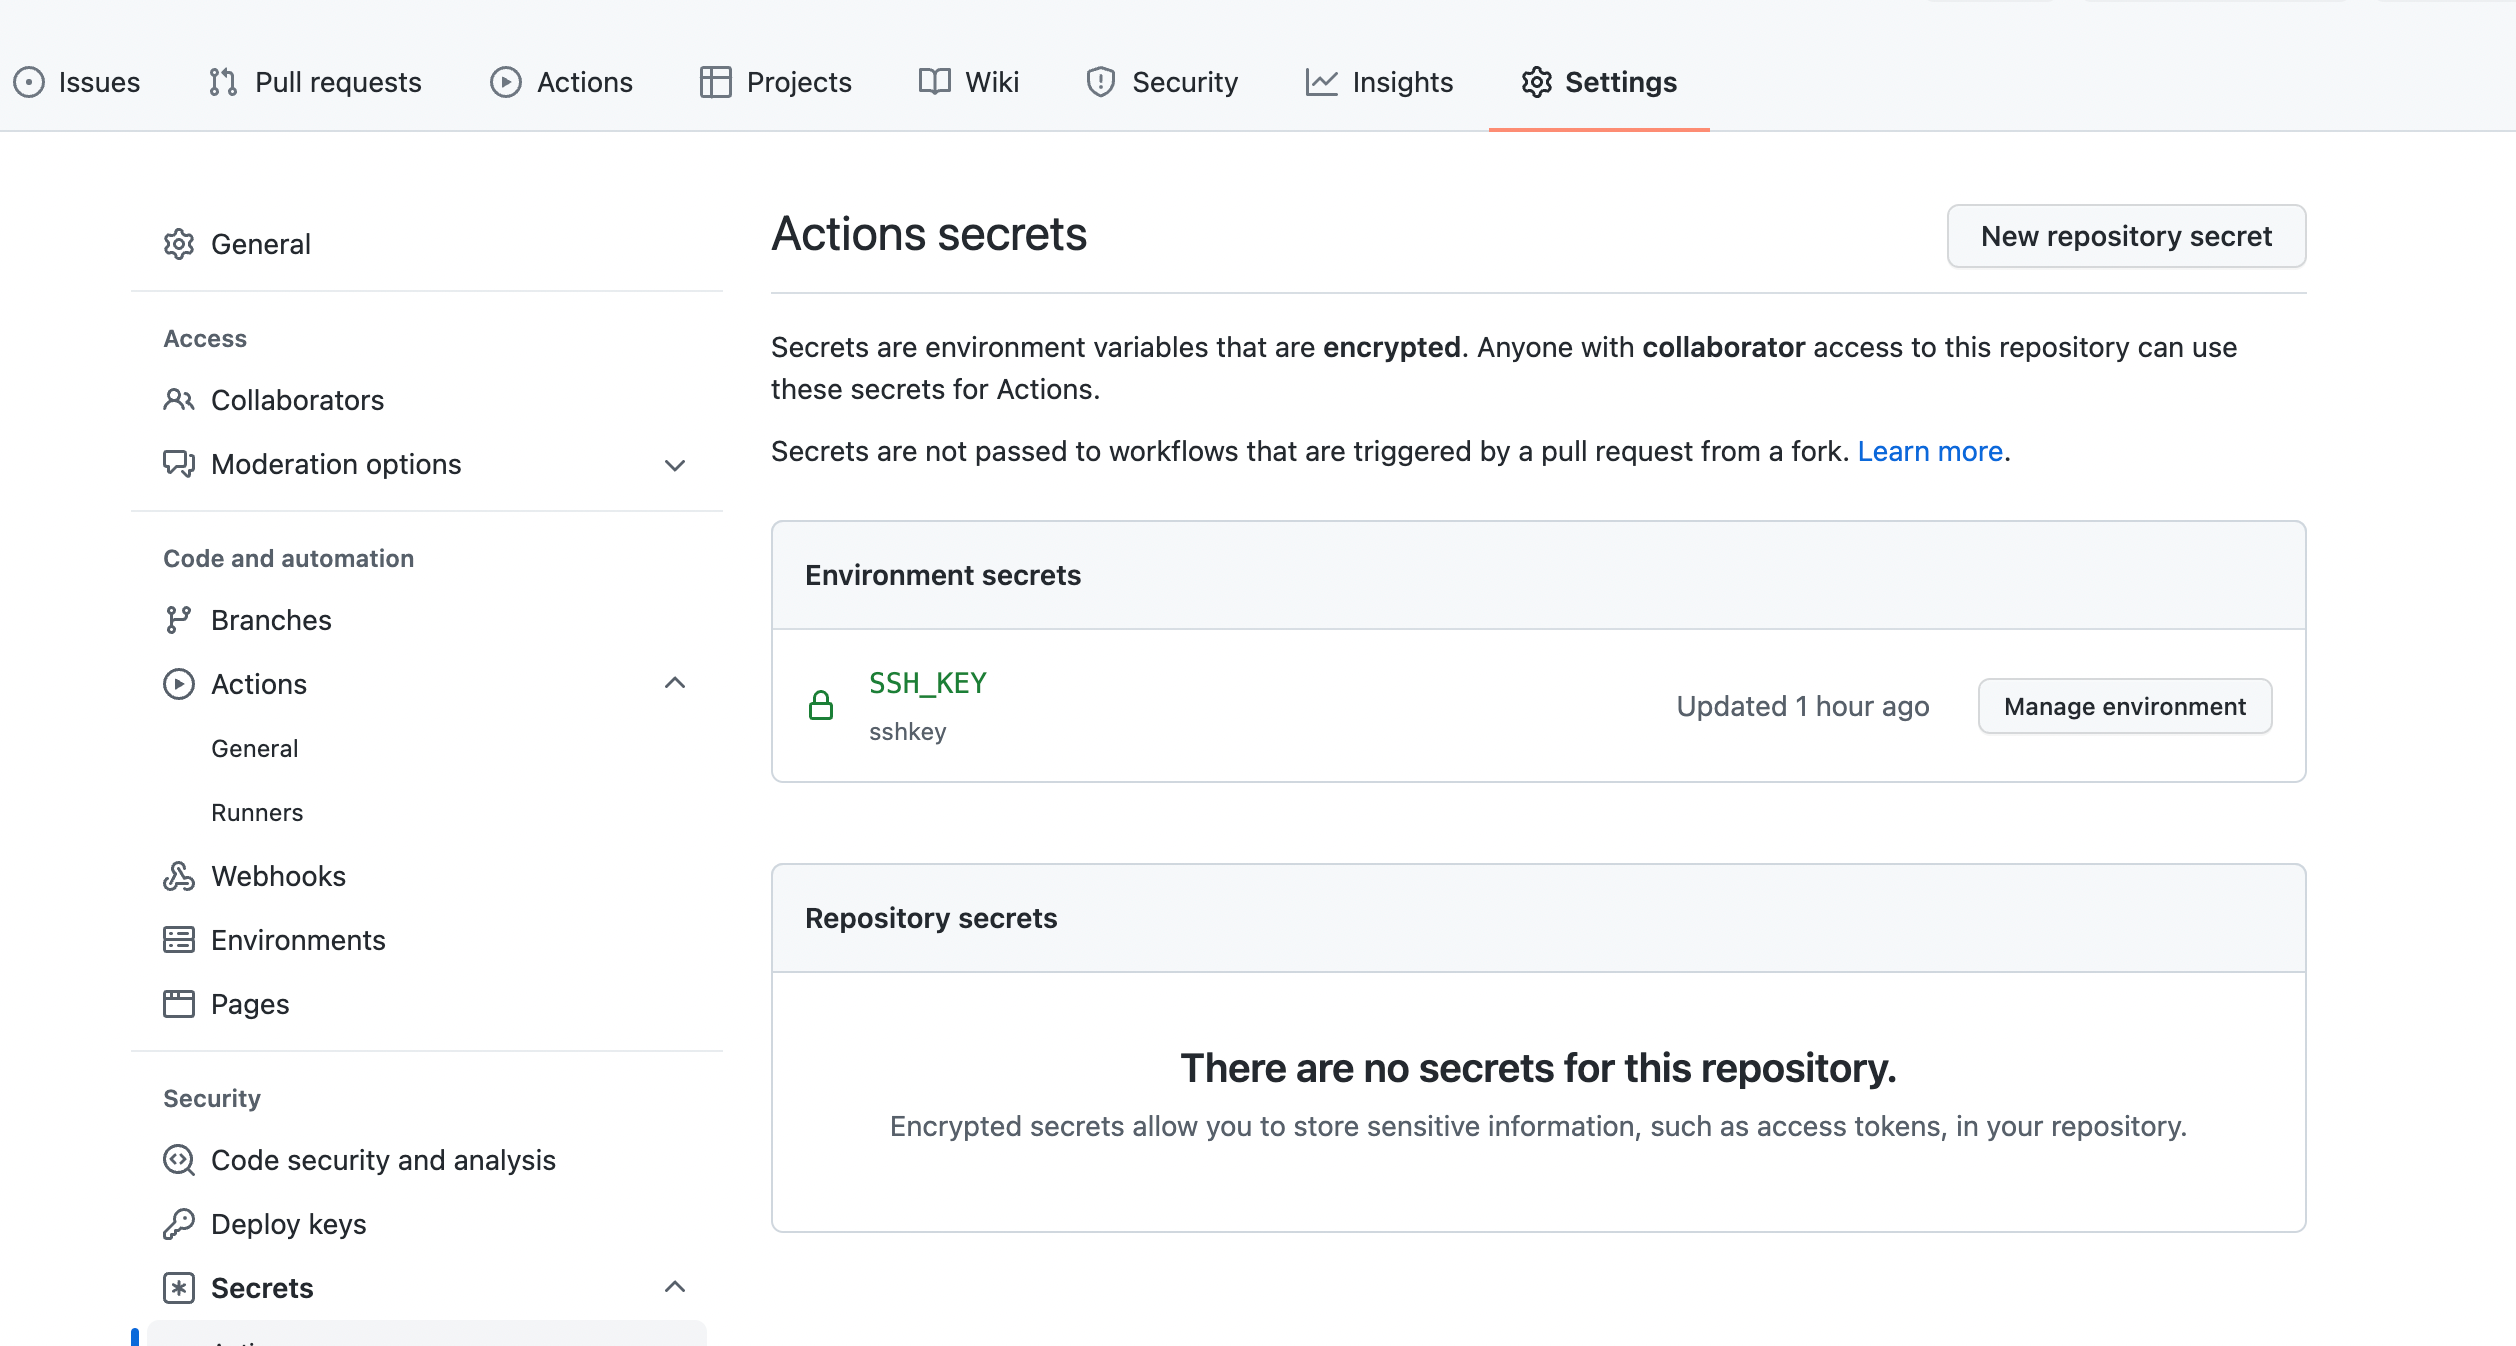 Issues
Pull requests
Actions
Projects
Wiki
Security
Insights
Settings
General
Access
Collaborators
Moderation options
Code and automation
Branches
Actions
General
Runners
Webhooks
Environments
Pages
Security
Code security and analysis
Deploy keys
Secrets
Actions secrets
New repository secret
Secrets are environment variables that are encrypted. Anyone with collaborator access to this repository can use
these secrets for Actions.
Secrets are not passed to workflows that are triggered by a pull request from a fork. Learn more.
Environment secrets
SSH_KEY
sshkey
Updated 1 hour ago
Manage environment
Repository secrets
There are no secrets for this repository.
Encrypted secrets allow you to store sensitive information, such as access tokens, in your repository.